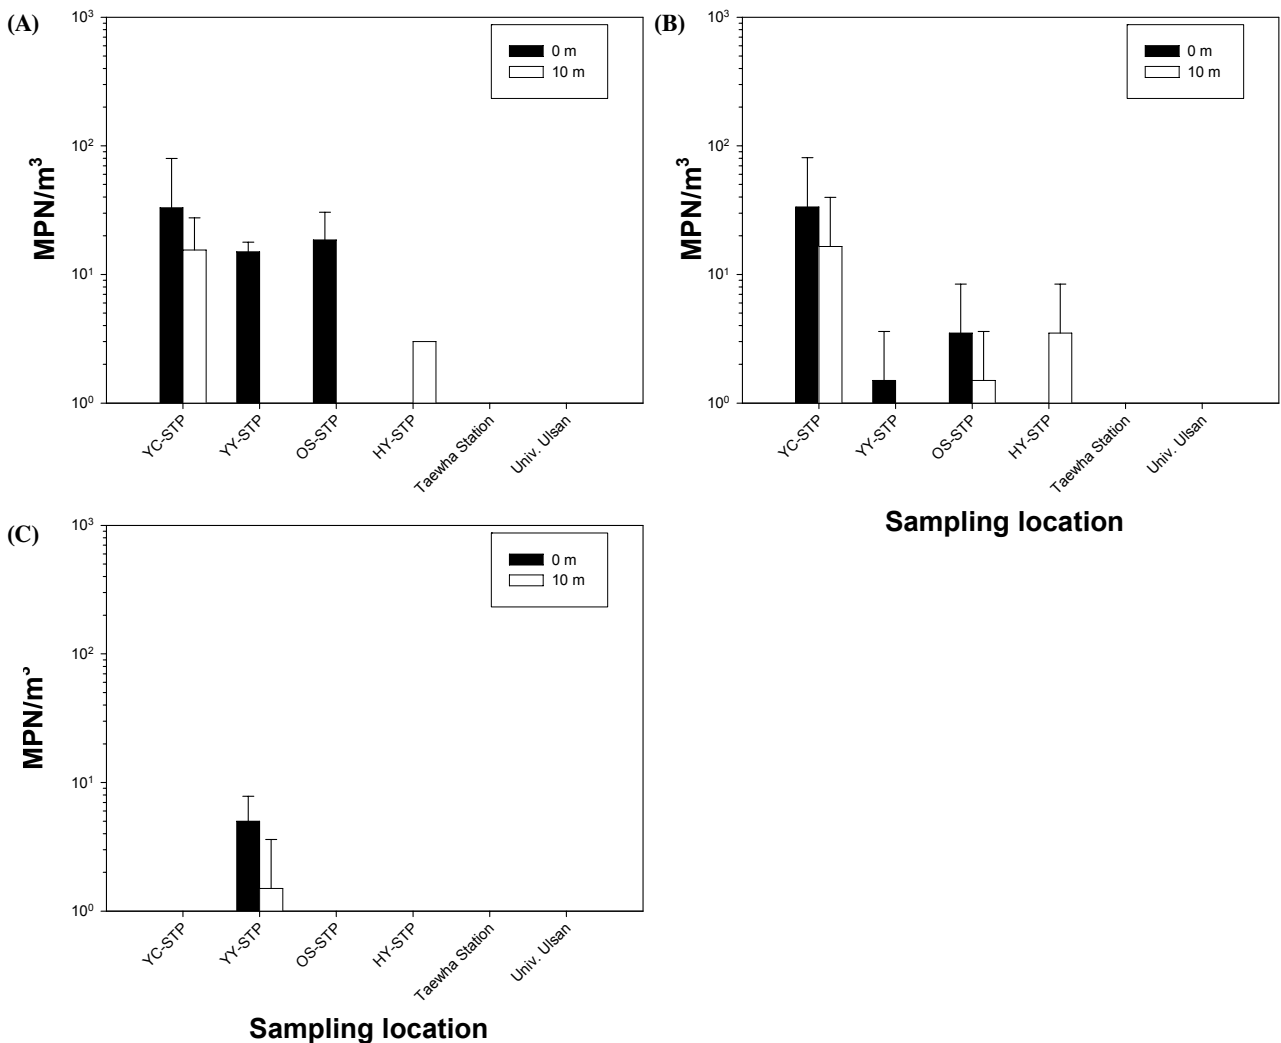 (A)
10³
10²
10¹
10⁰
MPN/m³
0 m
10 m
YC-STP
YY-STP
OS-STP
HY-STP
Taewha Station
Univ. Ulsan
(B)
10³
10²
10¹
10⁰
MPN/m³
0 m
10 m
YC-STP
YY-STP
OS-STP
HY-STP
Taewha Station
Univ. Ulsan
Sampling location
(C)
10³
10²
10¹
10⁰
MPN/m³
0 m
10 m
YC-STP
YY-STP
OS-STP
HY-STP
Taewha Station
Univ. Ulsan
Sampling location